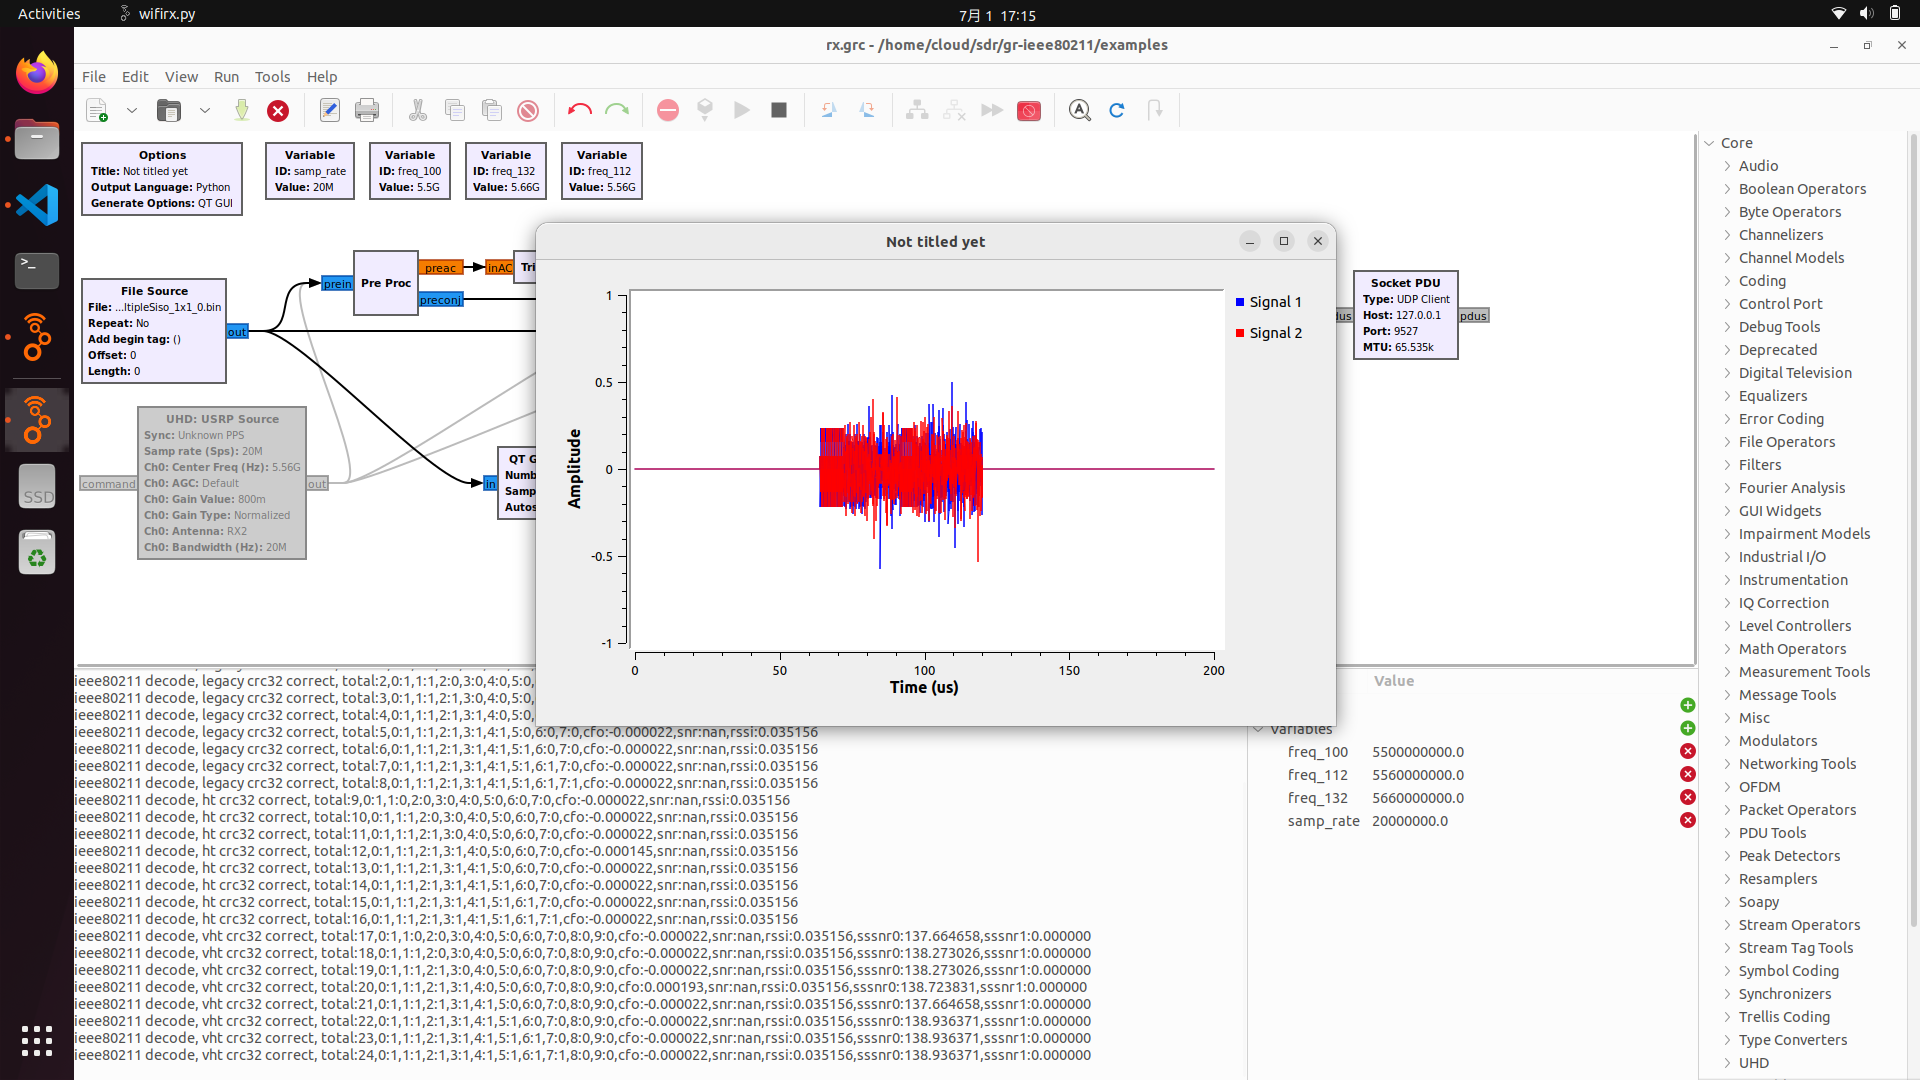 Activities
wifirx.py
7月 1 17:15
rx.grc - /home/cloud/sdr/gr-ieee80211/examples
File Edit View Run Tools Help
Options
Title: Not titled yet
Output Language: Python
Generate Options: QT GUI
Variable
ID: samp_rate
Value: 20M
Variable
ID: freq_100
Value: 5.5G
Variable
ID: freq_132
Value: 5.66G
Variable
ID: freq_112
Value: 5.56G
File Source
File: ...ltipleSiso_1x1_0.bin
Repeat: No
Add begin tag: ()
Offset: 0
Length: 0
out
prein
Pre Proc
preac
preconj
inAC
Tri
UHD: USRP Source
Sync: Unknown PPS
Samp rate (Sps): 20M
Ch0: Center Freq (Hz): 5.56G
Ch0: AGC: Default
Ch0: Gain Value: 800m
Ch0: Gain Type: Normalized
Ch0: Antenna: RX2
Ch0: Bandwidth (Hz): 20M
command
out
in
QT G
Numb
Samp
Autos
Not titled yet
Signal 1
Signal 2
Amplitude
1
0.5
0
-0.5
-1
0 50 100 150 200
Time (us)
dus
Socket PDU
Type: UDP Client
Host: 127.0.0.1
Port: 9527
MTU: 65.535k
pdus
SSD
ieee80211 decode, legacy crc32 correct, total:2,0:1,1:1,2:0,3:0,4:0,5:0,
ieee80211 decode, legacy crc32 correct, total:3,0:1,1:1,2:1,3:0,4:0,5:0,
ieee80211 decode, legacy crc32 correct, total:4,0:1,1:1,2:1,3:1,4:0,5:0,
ieee80211 decode, legacy crc32 correct, total:5,0:1,1:1,2:1,3:1,4:1,5:0,6:0,7:0,cfo:-0.000022,snr:nan,rssi:0.035156
ieee80211 decode, legacy crc32 correct, total:6,0:1,1:1,2:1,3:1,4:1,5:1,6:0,7:0,cfo:-0.000022,snr:nan,rssi:0.035156
ieee80211 decode, legacy crc32 correct, total:7,0:1,1:1,2:1,3:1,4:1,5:1,6:1,7:0,cfo:-0.000022,snr:nan,rssi:0.035156
ieee80211 decode, legacy crc32 correct, total:8,0:1,1:1,2:1,3:1,4:1,5:1,6:1,7:1,cfo:-0.000022,snr:nan,rssi:0.035156
ieee80211 decode, ht crc32 correct, total:9,0:1,1:0,2:0,3:0,4:0,5:0,6:0,7:0,cfo:-0.000022,snr:nan,rssi:0.035156
ieee80211 decode, ht crc32 correct, total:10,0:1,1:1,2:0,3:0,4:0,5:0,6:0,7:0,cfo:-0.000022,snr:nan,rssi:0.035156
ieee80211 decode, ht crc32 correct, total:11,0:1,1:1,2:1,3:0,4:0,5:0,6:0,7:0,cfo:-0.000022,snr:nan,rssi:0.035156
ieee80211 decode, ht crc32 correct, total:12,0:1,1:1,2:1,3:1,4:0,5:0,6:0,7:0,cfo:-0.000145,snr:nan,rssi:0.035156
ieee80211 decode, ht crc32 correct, total:13,0:1,1:1,2:1,3:1,4:1,5:0,6:0,7:0,cfo:-0.000022,snr:nan,rssi:0.035156
ieee80211 decode, ht crc32 correct, total:14,0:1,1:1,2:1,3:1,4:1,5:1,6:0,7:0,cfo:-0.000022,snr:nan,rssi:0.035156
ieee80211 decode, ht crc32 correct, total:15,0:1,1:1,2:1,3:1,4:1,5:1,6:1,7:0,cfo:-0.000022,snr:nan,rssi:0.035156
ieee80211 decode, ht crc32 correct, total:16,0:1,1:1,2:1,3:1,4:1,5:1,6:1,7:1,cfo:-0.000022,snr:nan,rssi:0.035156
ieee80211 decode, vht crc32 correct, total:17,0:1,1:0,2:0,3:0,4:0,5:0,6:0,7:0,8:0,9:0,cfo:-0.000022,snr:nan,rssi:0.035156,sssnr0:137.664658,sssnr1:0.000000
ieee80211 decode, vht crc32 correct, total:18,0:1,1:1,2:0,3:0,4:0,5:0,6:0,7:0,8:0,9:0,cfo:-0.000022,snr:nan,rssi:0.035156,sssnr0:138.273026,sssnr1:0.000000
ieee80211 decode, vht crc32 correct, total:19,0:1,1:1,2:1,3:0,4:0,5:0,6:0,7:0,8:0,9:0,cfo:-0.000022,snr:nan,rssi:0.035156,sssnr0:138.273026,sssnr1:0.000000
ieee80211 decode, vht crc32 correct, total:20,0:1,1:1,2:1,3:1,4:0,5:0,6:0,7:0,8:0,9:0,cfo:0.000193,snr:nan,rssi:0.035156,sssnr0:138.723831,sssnr1:0.000000
ieee80211 decode, vht crc32 correct, total:21,0:1,1:1,2:1,3:1,4:1,5:0,6:0,7:0,8:0,9:0,cfo:-0.000022,snr:nan,rssi:0.035156,sssnr0:137.664658,sssnr1:0.000000
ieee80211 decode, vht crc32 correct, total:22,0:1,1:1,2:1,3:1,4:1,5:1,6:0,7:0,8:0,9:0,cfo:-0.000022,snr:nan,rssi:0.035156,sssnr0:138.936371,sssnr1:0.000000
ieee80211 decode, vht crc32 correct, total:23,0:1,1:1,2:1,3:1,4:1,5:1,6:1,7:0,8:0,9:0,cfo:-0.000022,snr:nan,rssi:0.035156,sssnr0:138.936371,sssnr1:0.000000
ieee80211 decode, vht crc32 correct, total:24,0:1,1:1,2:1,3:1,4:1,5:1,6:1,7:1,8:0,9:0,cfo:-0.000022,snr:nan,rssi:0.035156,sssnr0:138.936371,sssnr1:0.000000
Value
Variables
freq_100 5500000000.0
freq_112 5560000000.0
freq_132 5660000000.0
samp_rate 20000000.0
Core
Audio
Boolean Operators
Byte Operators
Channelizers
Channel Models
Coding
Control Port
Debug Tools
Deprecated
Digital Television
Equalizers
Error Coding
File Operators
Filters
Fourier Analysis
GUI Widgets
Impairment Models
Industrial I/O
Instrumentation
IQ Correction
Level Controllers
Math Operators
Measurement Tools
Message Tools
Misc
Modulators
Networking Tools
OFDM
Packet Operators
PDU Tools
Peak Detectors
Resamplers
Soapy
Stream Operators
Stream Tag Tools
Symbol Coding
Synchronizers
Trellis Coding
Type Converters
UHD